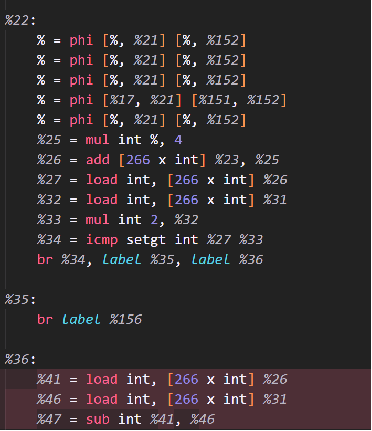 %22:
% = phi [%, %21] [%, %152]
% = phi [%, %21] [%, %152]
% = phi [%, %21] [%, %152]
% = phi [%17, %21] [%151, %152]
% = phi [%, %21] [%, %152]
%25 = mul int %, 4
%26 = add [266 x int] %23, %25
%27 = load int, [266 x int] %26
%32 = load int, [266 x int] %31
%33 = mul int 2, %32
%34 = icmp setgt int %27 %33
br %34, label %35, label %36
%35:
br label %156
%36:
%41 = load int, [266 x int] %26
%46 = load int, [266 x int] %31
%47 = sub int %41, %46